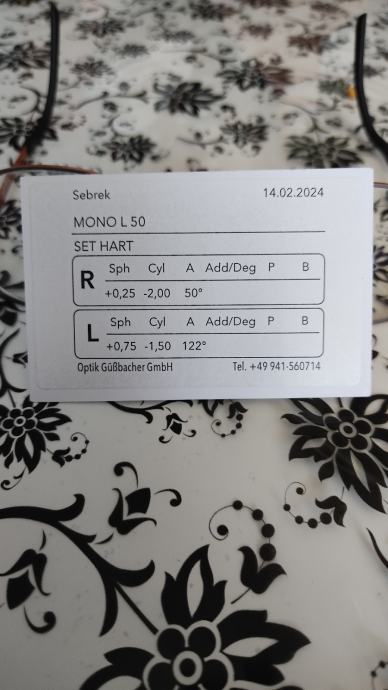 Sebrek 14.02.2024
MONO L 50
SET HART
R Sph Cyl A Add/Deg P B
+0,25 -2,00 50°
L Sph Cyl A Add/Deg P B
+0,75 -1,50 122°
Optik Güßbacher GmbH Tel. +49 941-560714